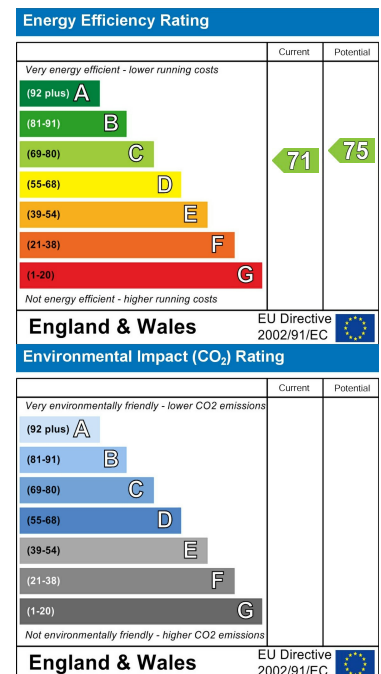 Energy Efficiency Rating
Current Potential
Very energy efficient - lower running costs
(92 plus) A
(81-91) B
(69-80) C
71 75
(55-68) D
(39-54) E
(21-38) F
(1-20) G
Not energy efficient - higher running costs
England & Wales
EU Directive
2002/91/EC
Environmental Impact (CO₂) Rating
Current Potential
Very environmentally friendly - lower CO2 emissions
(92 plus) A
(81-91) B
(69-80) C
(55-68) D
(39-54) E
(21-38) F
(1-20) G
Not environmentally friendly - higher CO2 emissions
England & Wales
EU Directive
2002/91/EC